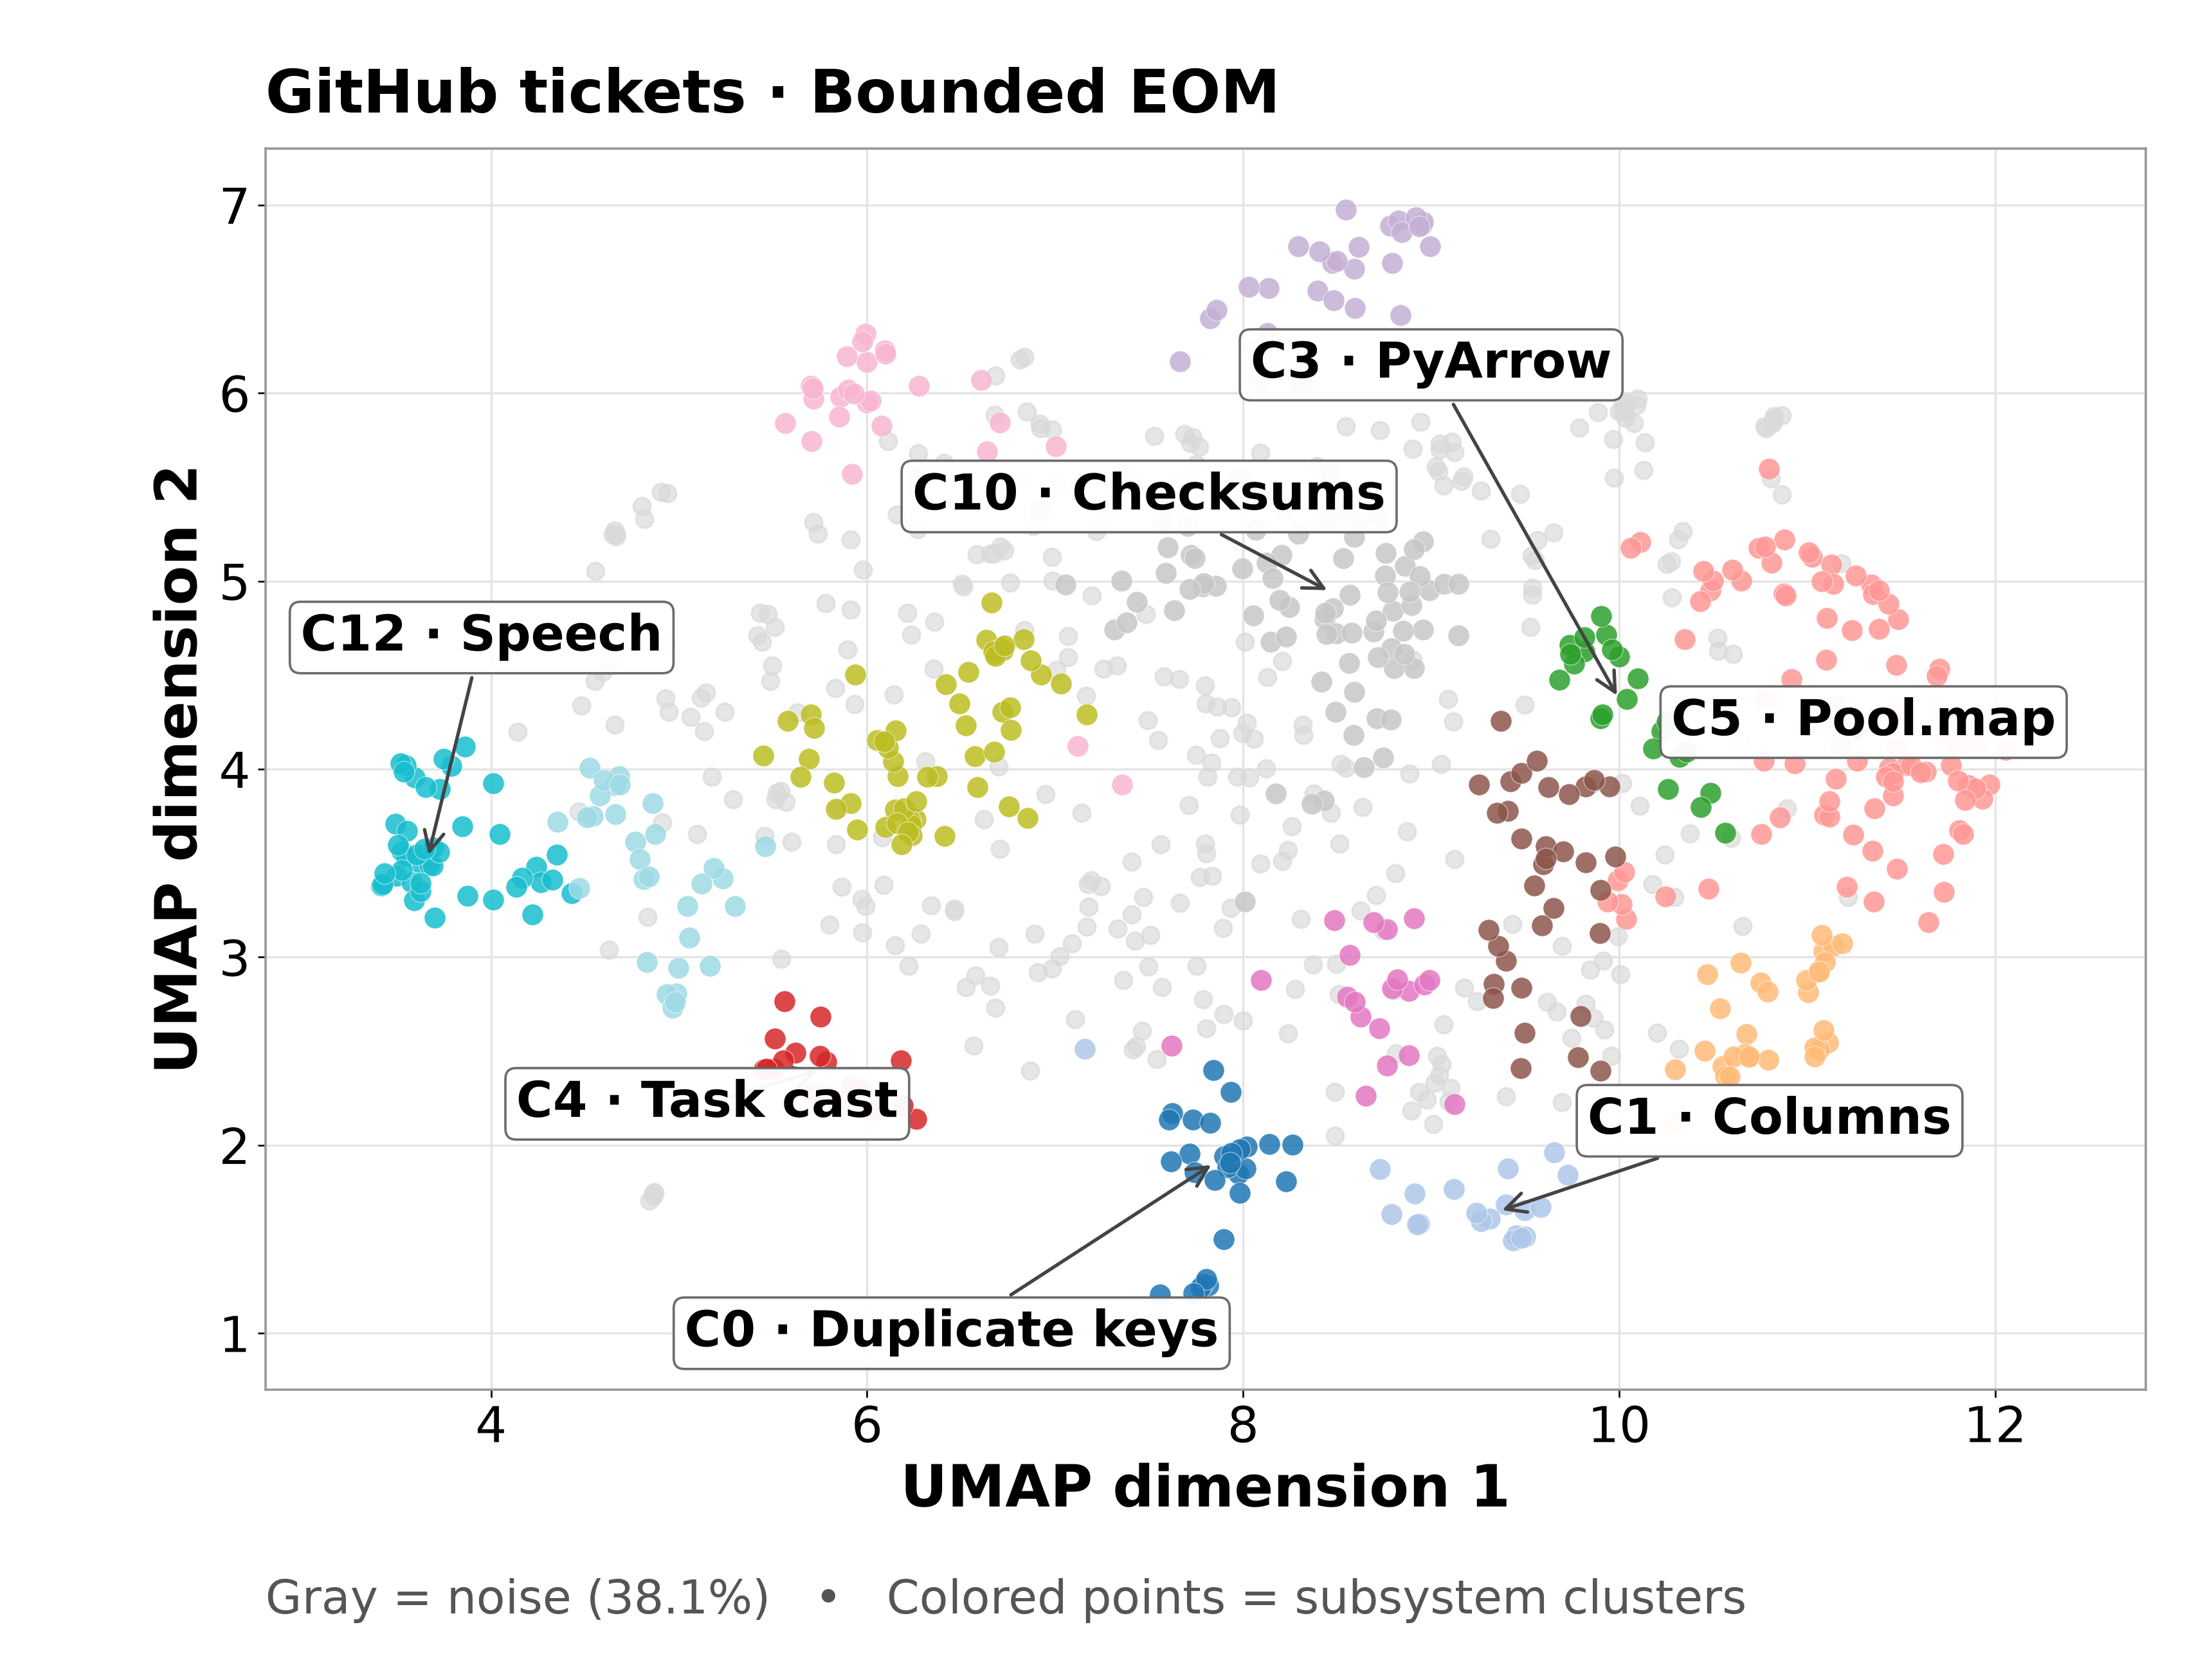 GitHub tickets · Bounded EOM
7
6
5
4
3
2
1
UMAP dimension 2
C3 · PyArrow
C10 · Checksums
C12 · Speech
C5 · Pool.map
C4 · Task cast
C1 · Columns
C0 · Duplicate keys
4 6 8 10 12
UMAP dimension 1
Gray = noise (38.1%) • Colored points = subsystem clusters